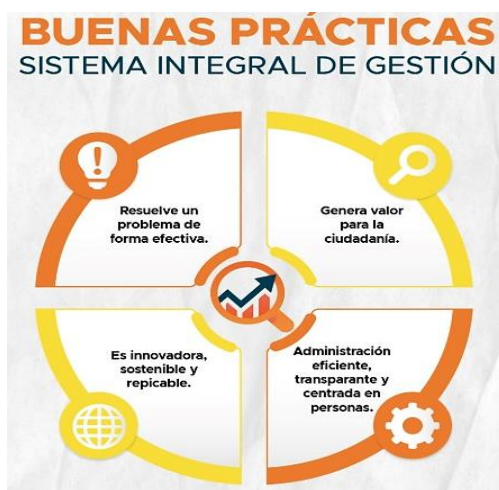 BUENAS PRÁCTICAS
SISTEMA INTEGRAL DE GESTIÓN
Resuelve un
problema de
forma efectiva.
Genera valor
para la
ciudadanía.
Es innovadora,
sostenible y
repicable.
Administración
eficiente,
transparante y
centrada en
personas.